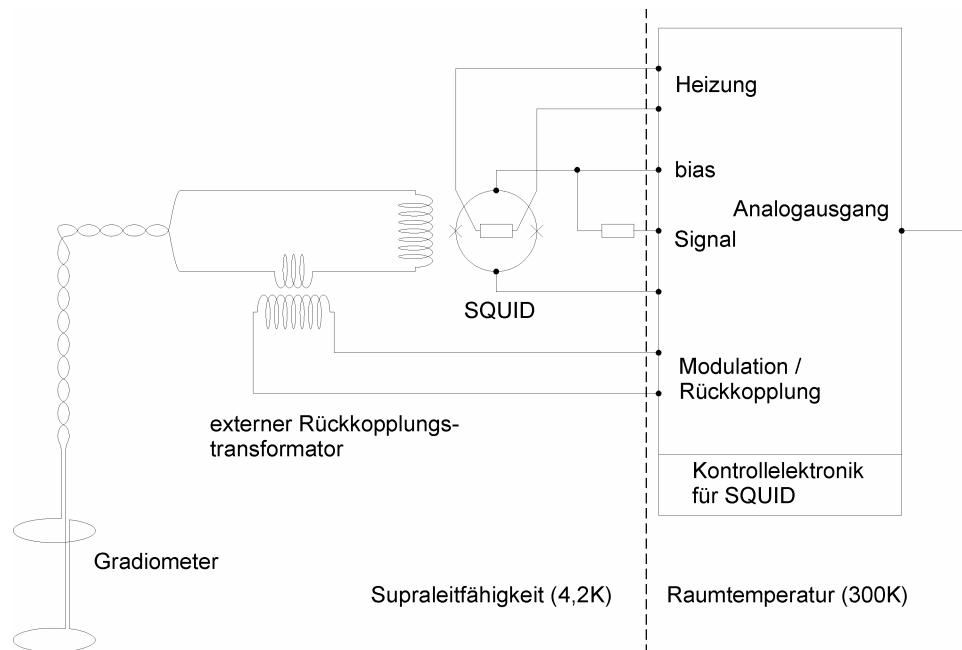 Heizung
bias
Analogausgang
Signal
SQUID
Modulation /
Rückkopplung
externer Rückkopplungs-
transformator
Kontrollelektronik
für SQUID
Gradiometer
Supraleitfähigkeit (4,2K)
Raumtemperatur (300K)